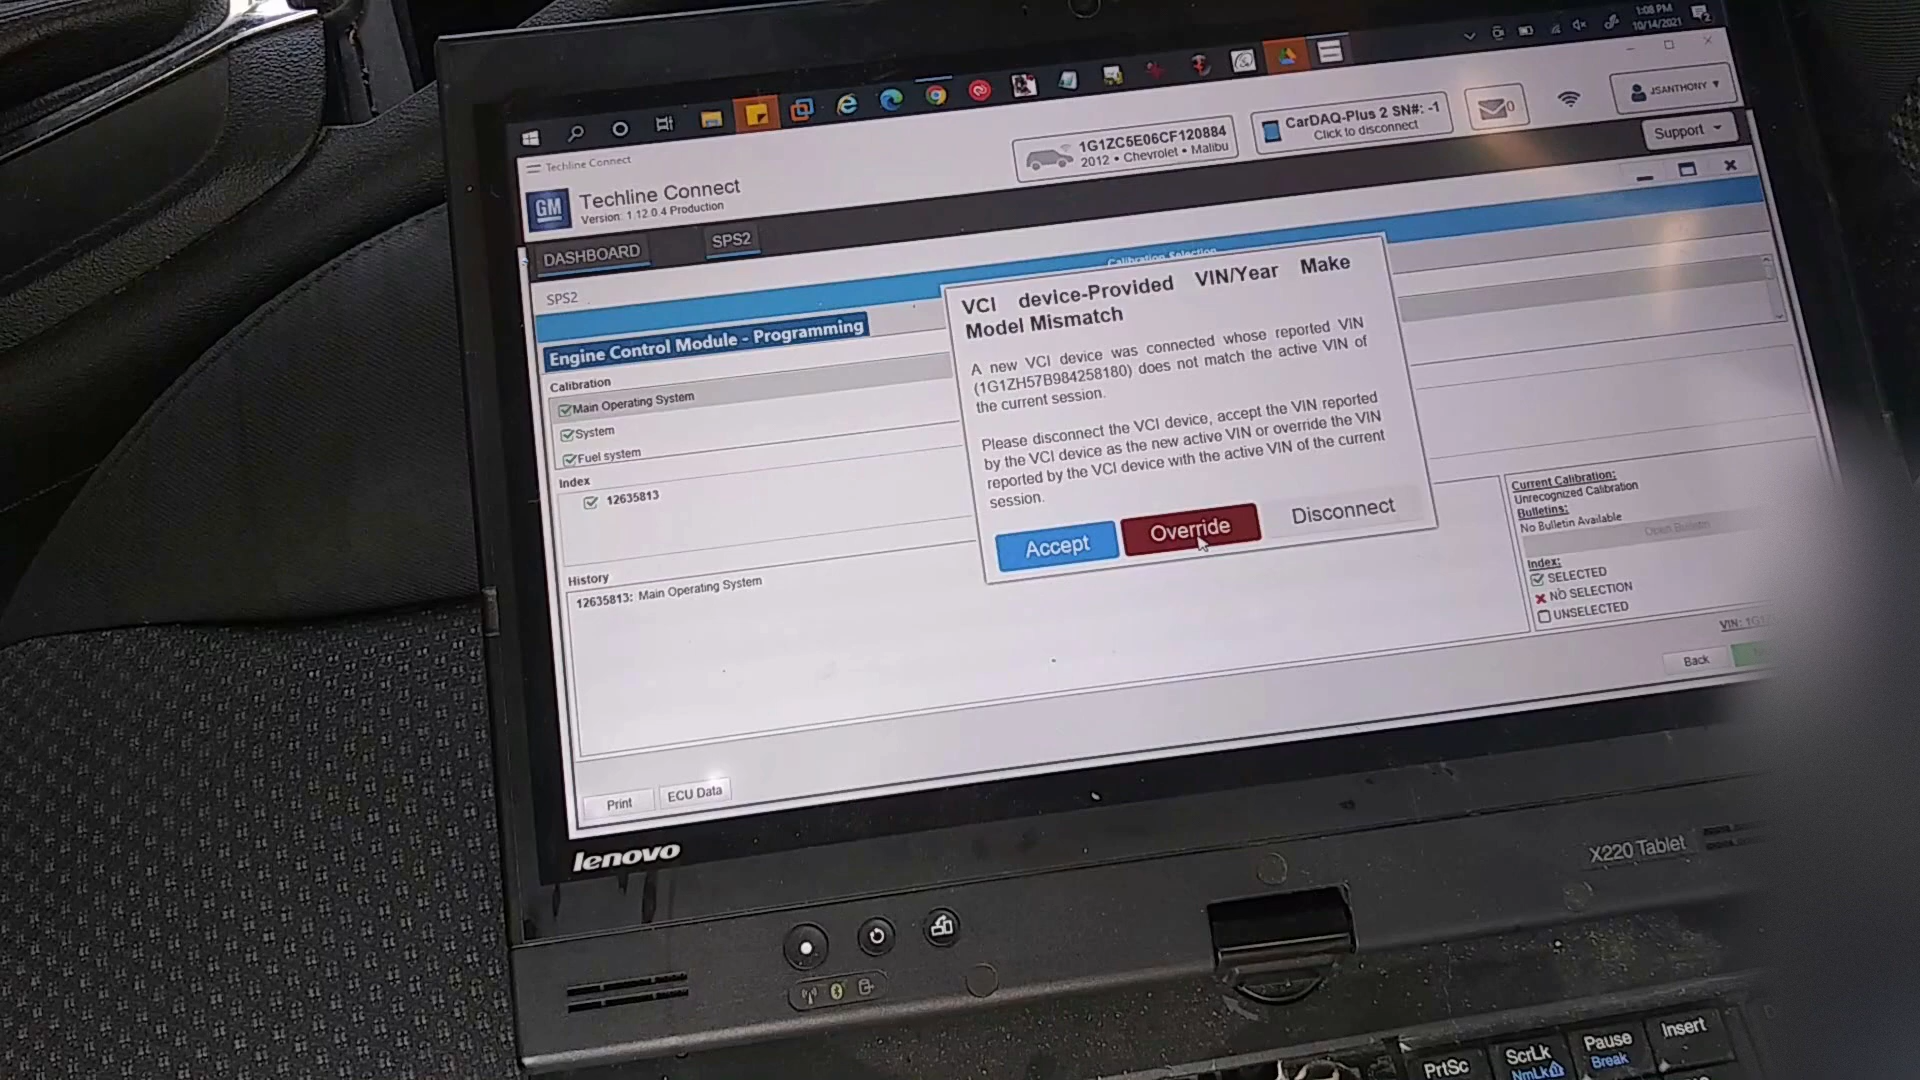 1:08 PM
10/14/2021
Techline Connect
GM
Techline Connect
Version: 1.12.0.4 Production
1G1ZC5E06CF120884
2012 • Chevrolet • Malibu
CarDAQ-Plus 2 SN#: -1
Click to disconnect
0
JSANTHONY
Support
DASHBOARD
SPS2
SPS2
Calibration Selection
Engine Control Module - Programming
Calibration
Main Operating System
System
Fuel system
Index
12635813
History
12635813: Main Operating System
VCI device-Provided VIN/Year Make
Model Mismatch
A new VCI device was connected whose reported VIN
(1G1ZH57B984258180) does not match the active VIN of
the current session.
Please disconnect the VCI device, accept the VIN reported
by the VCI device as the new active VIN or override the VIN
reported by the VCI device with the active VIN of the current
session.
Accept
Override
Disconnect
Current Calibration:
Unrecognized Calibration
Bulletins:
No Bulletin Available
Open Bulletin
Index:
SELECTED
NO SELECTION
UNSELECTED
VIN:
Back
Print
ECU Data
lenovo
X220 Tablet
PrtSc
ScrLk
NmLk
Pause
Break
Insert